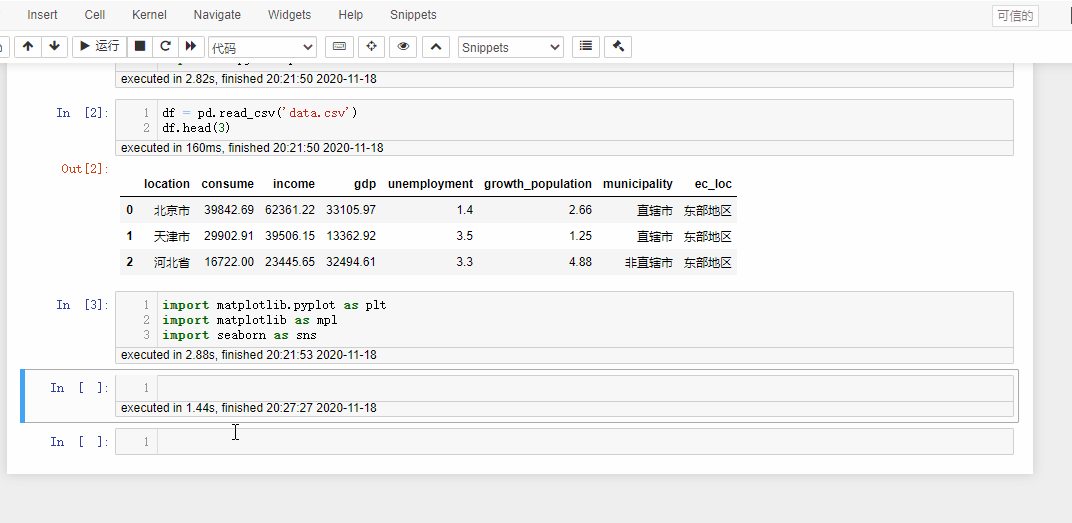 Insert Cell Kernel Navigate Widgets Help Snippets 可信的
运行 代码 Snippets
executed in 2.82s, finished 20:21:50 2020-11-18
In [2]: 1 df = pd.read_csv('data.csv')
2 df.head(3)
executed in 160ms, finished 20:21:50 2020-11-18
Out[2]:
location consume income gdp unemployment growth_population municipality ec_loc
0 北京市 39842.69 62361.22 33105.97 1.4 2.66 直辖市 东部地区
1 天津市 29902.91 39506.15 13362.92 3.5 1.25 直辖市 东部地区
2 河北省 16722.00 23445.65 32494.61 3.3 4.88 非直辖市 东部地区
In [3]: 1 import matplotlib.pyplot as plt
2 import matplotlib as mpl
3 import seaborn as sns
executed in 2.88s, finished 20:21:53 2020-11-18
In [ ]: 1
executed in 1.44s, finished 20:27:27 2020-11-18
In [ ]: 1